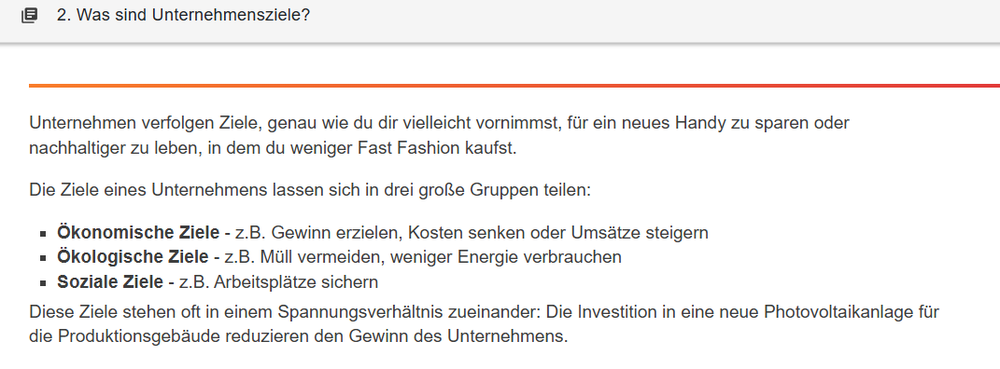 2. Was sind Unternehmensziele?
Unternehmen verfolgen Ziele, genau wie du dir vielleicht vornimmst, für ein neues Handy zu sparen oder
nachhaltiger zu leben, in dem du weniger Fast Fashion kaufst.
Die Ziele eines Unternehmens lassen sich in drei große Gruppen teilen:
▪ Ökonomische Ziele - z.B. Gewinn erzielen, Kosten senken oder Umsätze steigern
▪ Ökologische Ziele - z.B. Müll vermeiden, weniger Energie verbrauchen
▪ Soziale Ziele - z.B. Arbeitsplätze sichern
Diese Ziele stehen oft in einem Spannungsverhältnis zueinander: Die Investition in eine neue Photovoltaikanlage für
die Produktionsgebäude reduzieren den Gewinn des Unternehmens.